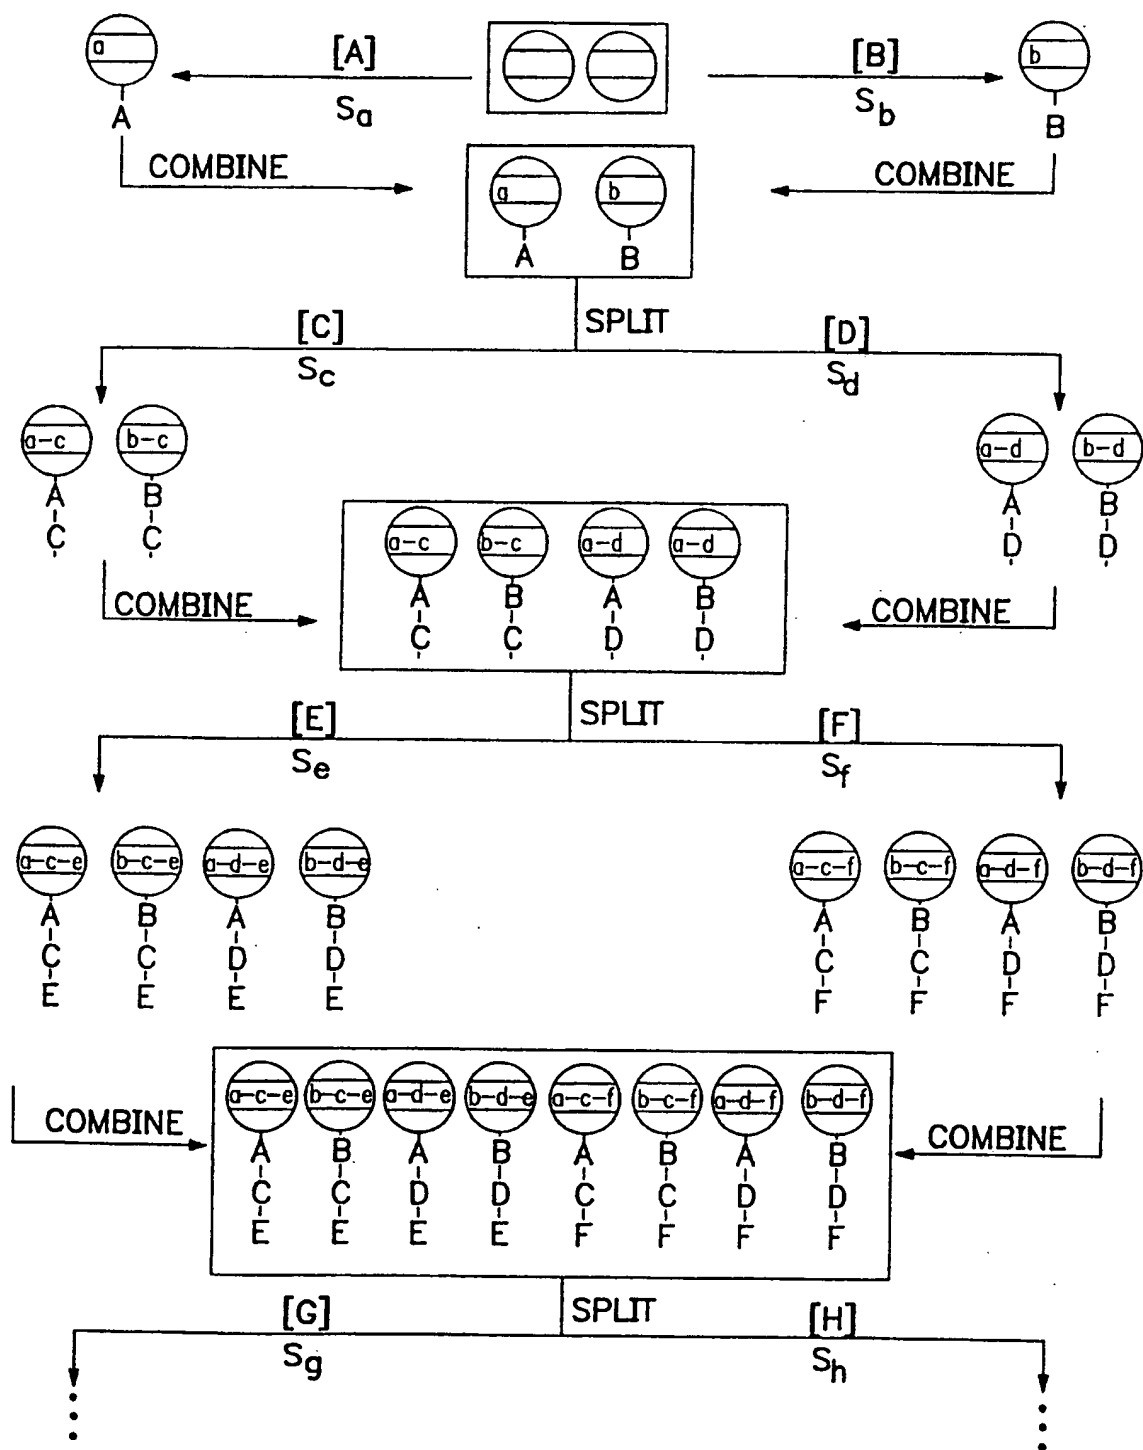 a [A] [B] b
Sa Sb
A B
COMBINE a b COMBINE
A B
[C] SPLIT [D]
Sc Sd
a-c b-c a-d b-d
A B A B
C C D D
a-c b-c a-d a-d
COMBINE A B A B COMBINE
C C D D
[E] SPLIT [F]
Se Sf
a-c-e b-c-e a-d-e b-d-e a-c-f b-c-f a-d-f b-d-f
A B A B A B A B
C C D D C C D D
E E E E F F F F
a-c-e b-c-e a-d-e b-d-e a-c-f b-c-f a-d-f b-d-f
COMBINE A B A B A B A B COMBINE
C C D D C C D D
E E E E F F F F
[G] SPLIT [H]
Sg Sh